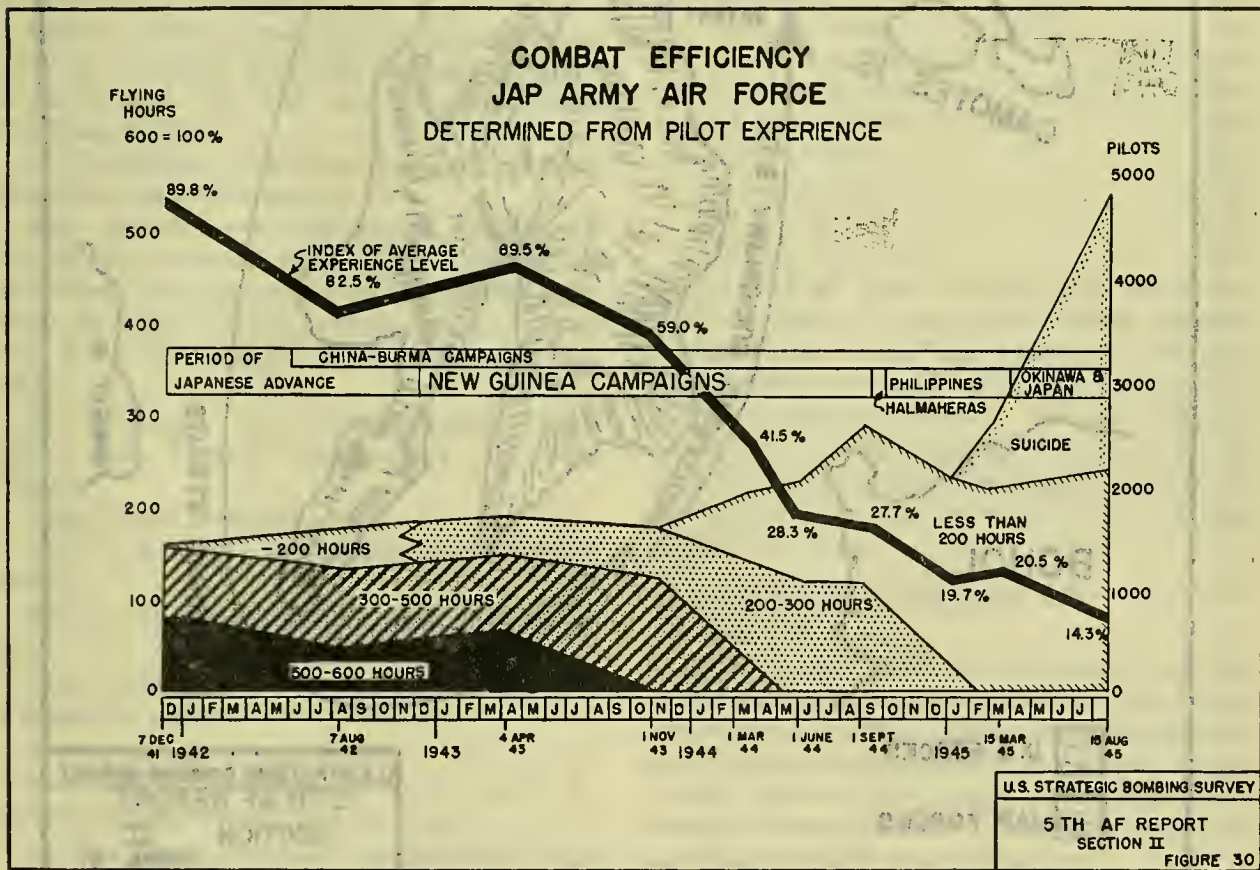 COMBAT EFFICIENCY
JAP ARMY AIR FORCE
DETERMINED FROM PILOT EXPERIENCE
FLYING
HOURS
600 = 100 %
500
400
300
200
100
0
PILOTS
5000
4000
3000
2000
1000
0
89.8 %
INDEX OF AVERAGE
EXPERIENCE LEVEL
82.5 %
89.5 %
59.0 %
41.5 %
28.3 %
27.7 %
19.7 %
20.5 %
14.3%
PERIOD OF
JAPANESE ADVANCE
CHINA-BURMA CAMPAIGNS
NEW GUINEA CAMPAIGNS
PHILIPPINES
HALMAHERAS
OKINAWA &
JAPAN
SUICIDE
LESS THAN
200 HOURS
-200 HOURS
300-500 HOURS
200-300 HOURS
500-600 HOURS
D J F M A M J J A S O N D J F M A M J J A S O N D J F M A M J J A S O N D J F M A M J J
7 DEC
41
1942
7 AUG
42
1943
4 APR
43
1 NOV
43
1944
1 MAR
44
1 JUNE
44
1 SEPT
44
1945
15 MAR
45
15 AUG
45
U.S. STRATEGIC BOMBING SURVEY
5 TH AF REPORT
SECTION II
FIGURE 30